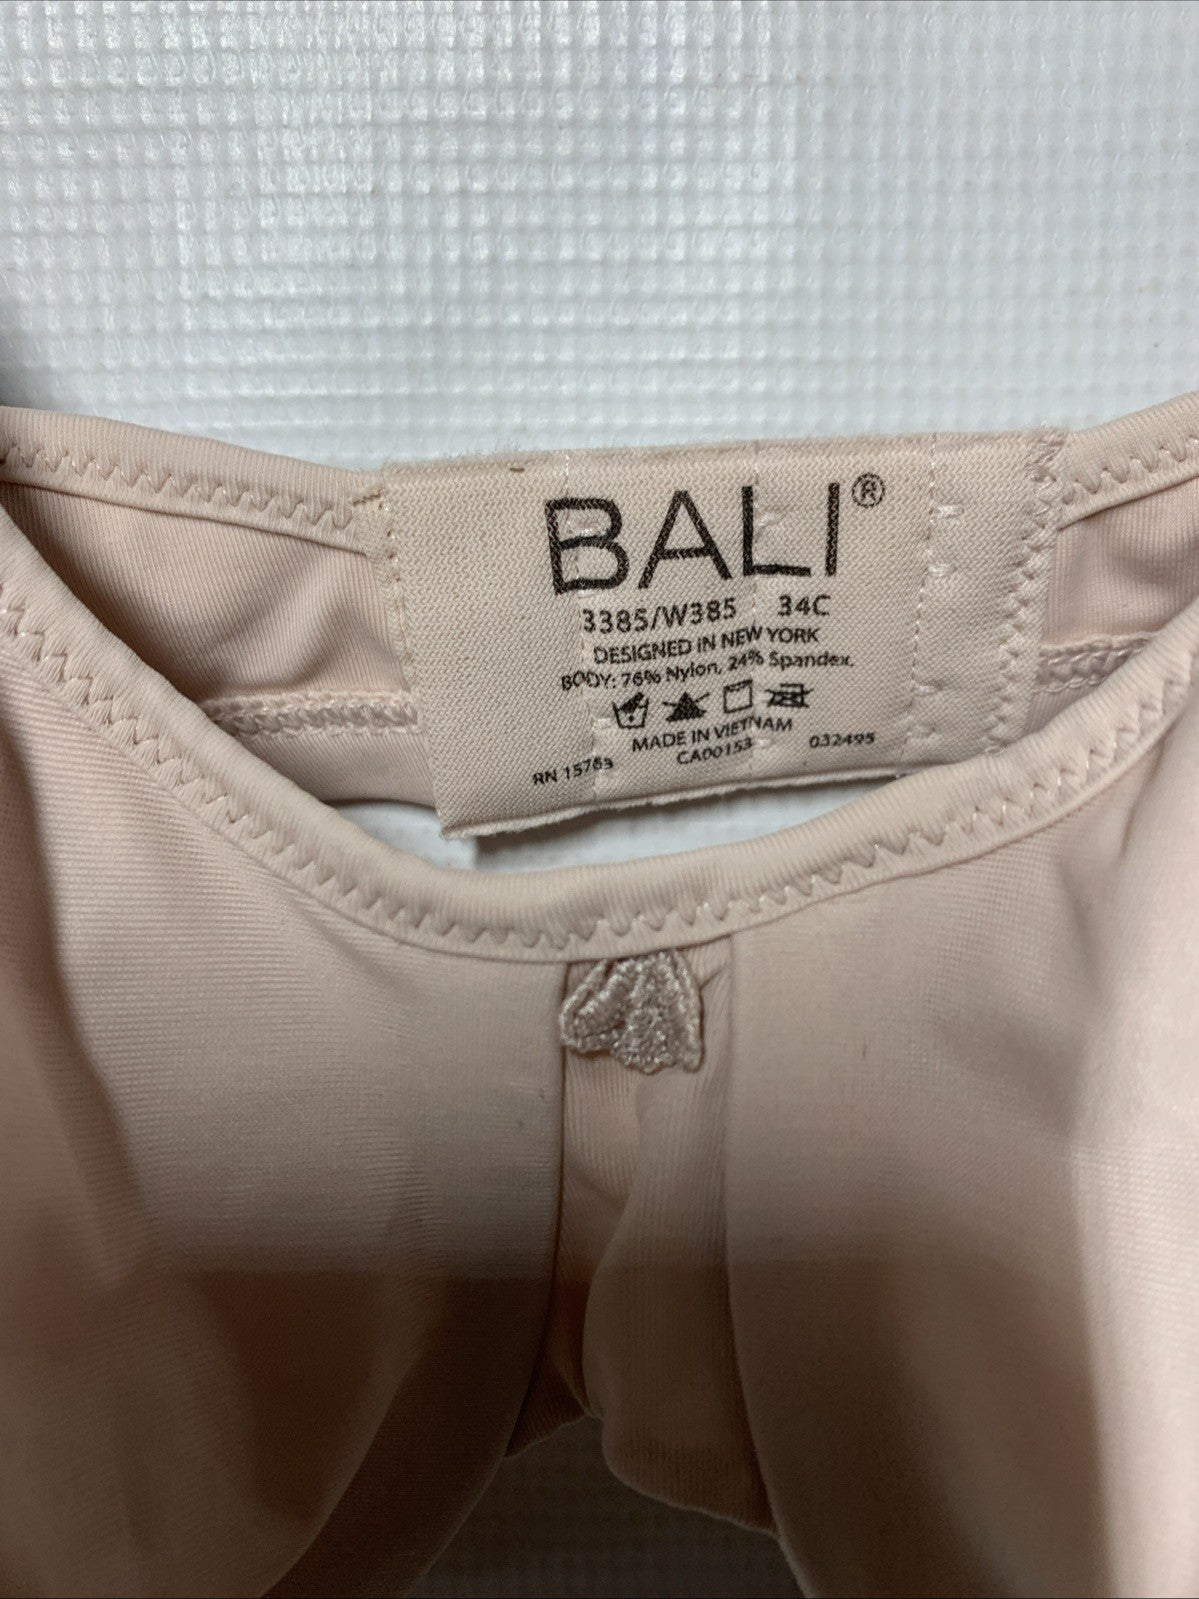 BALI®
3385/W385 34C
DESIGNED IN NEW YORK
BODY: 76% Nylon, 24% Spandex.
MADE IN VIETNAM
RN 15763 CA00153 032495